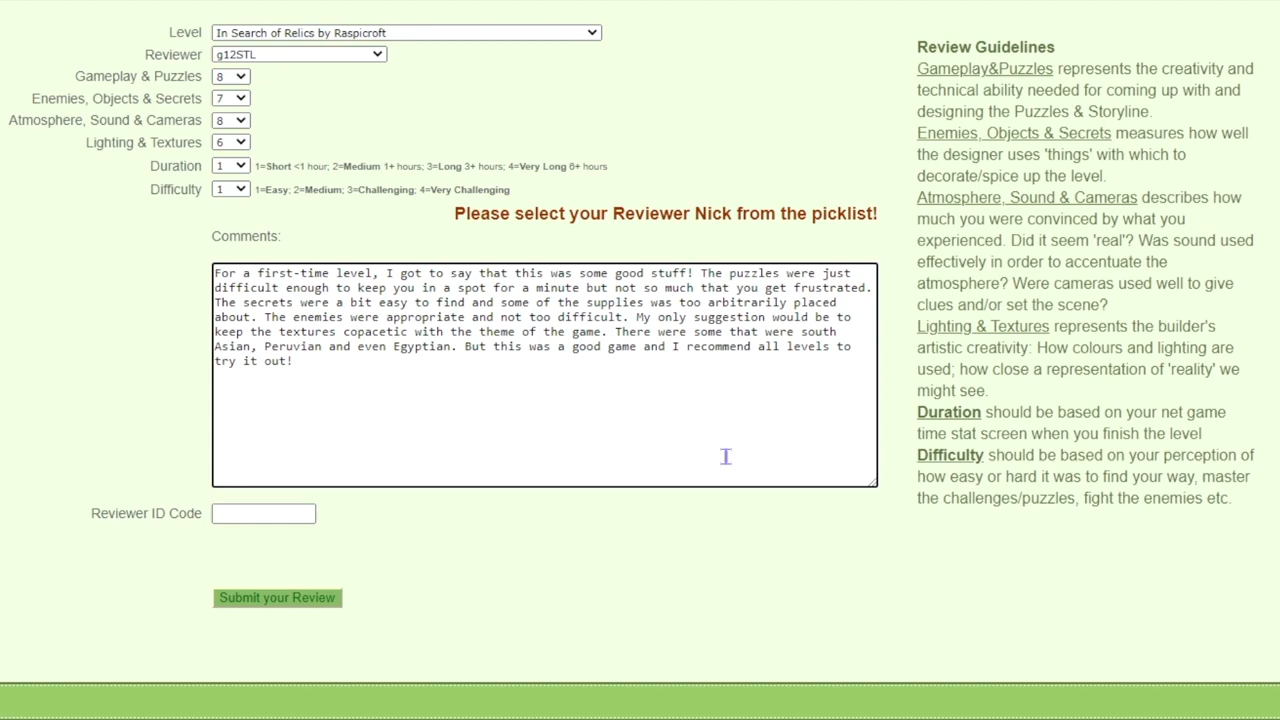 Level In Search of Relics by Raspicroft
Reviewer g12STL
Gameplay & Puzzles 8
Enemies, Objects & Secrets 7
Atmosphere, Sound & Cameras 8
Lighting & Textures 6
Duration 1 1=Short <1 hour; 2=Medium 1+ hours; 3=Long 3+ hours; 4=Very Long 6+ hours
Difficulty 1 1=Easy; 2=Medium; 3=Challenging; 4=Very Challenging
Please select your Reviewer Nick from the picklist!
Comments:
For a first-time level, I got to say that this was some good stuff! The puzzles were just
difficult enough to keep you in a spot for a minute but not so much that you get frustrated.
The secrets were a bit easy to find and some of the supplies was too arbitrarily placed
about. The enemies were appropriate and not too difficult. My only suggestion would be to
keep the textures copacetic with the theme of the game. There were some that were south
Asian, Peruvian and even Egyptian. But this was a good game and I recommend all levels to
try it out!
Reviewer ID Code
Submit your Review
Review Guidelines
Gameplay&Puzzles represents the creativity and
technical ability needed for coming up with and
designing the Puzzles & Storyline.
Enemies, Objects & Secrets measures how well
the designer uses 'things' with which to
decorate/spice up the level.
Atmosphere, Sound & Cameras describes how
much you were convinced by what you
experienced. Did it seem 'real'? Was sound used
effectively in order to accentuate the
atmosphere? Were cameras used well to give
clues and/or set the scene?
Lighting & Textures represents the builder's
artistic creativity: How colours and lighting are
used; how close a representation of 'reality' we
might see.
Duration should be based on your net game
time stat screen when you finish the level
Difficulty should be based on your perception of
how easy or hard it was to find your way, master
the challenges/puzzles, fight the enemies etc.